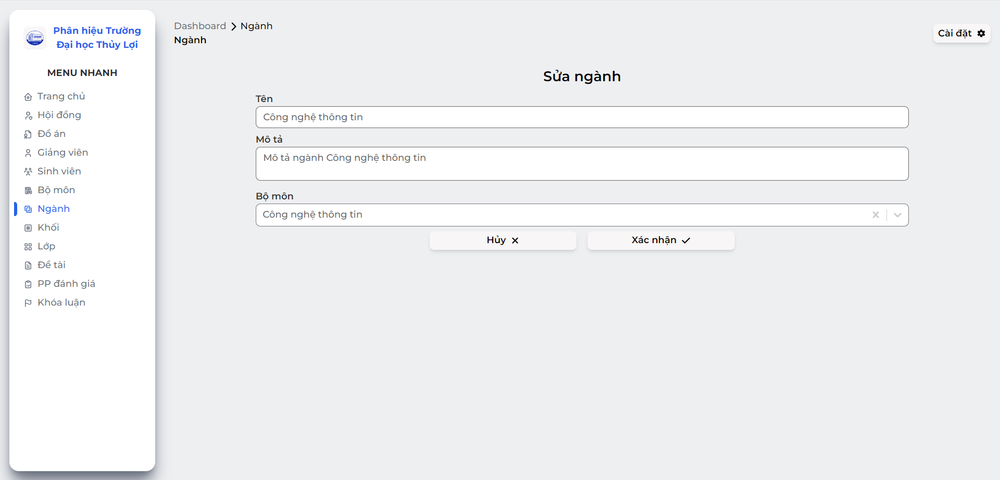 Phân hiệu Trường
Đại học Thủy Lợi
MENU NHANH
Trang chủ
Hội đồng
Đồ án
Giảng viên
Sinh viên
Bộ môn
Ngành
Khối
Lớp
Đề tài
PP đánh giá
Khóa luận
Dashboard Ngành
Ngành
Cài đặt
Sửa ngành
Tên
Công nghệ thông tin
Mô tả
Mô tả ngành Công nghệ thông tin
Bộ môn
Công nghệ thông tin
Hủy
Xác nhận